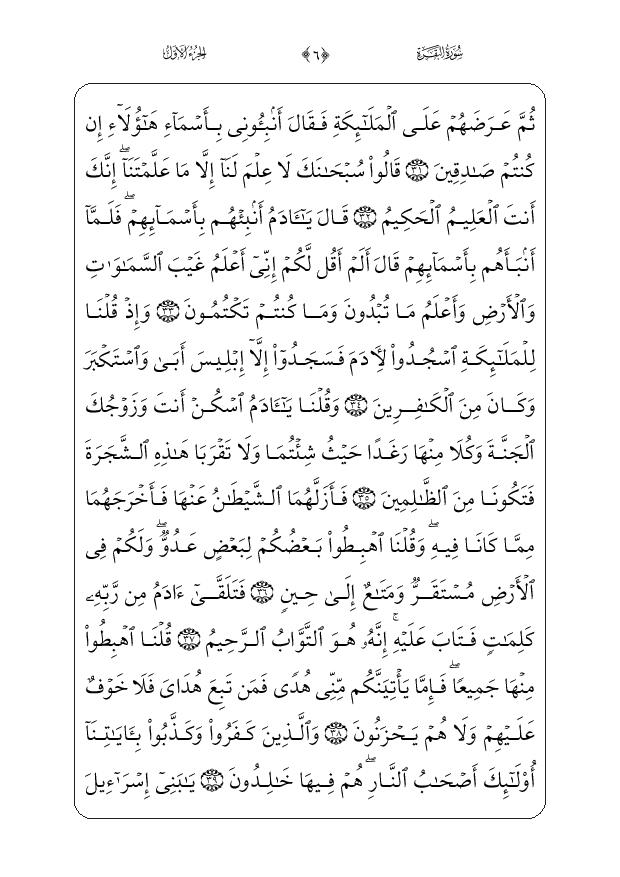 سُورَةُ البَقَرَة ﴿٦﴾ الجُزءُ الأوّل
ثُمَّ عَرَضَهُمۡ عَلَى ٱلۡمَلَـٰٓئِكَةِ فَقَالَ أَنۢبِـُٔونِى بِأَسۡمَآءِ هَـٰٓؤُلَآءِ إِن
كُنتُمۡ صَـٰدِقِينَ ٣١ قَالُوا۟ سُبۡحَـٰنَكَ لَا عِلۡمَ لَنَآ إِلَّا مَا عَلَّمۡتَنَآۖ إِنَّكَ
أَنتَ ٱلۡعَلِيمُ ٱلۡحَكِيمُ ٣٢ قَالَ يَـٰٓـَٔادَمُ أَنۢبِئۡهُم بِأَسۡمَآئِهِمۡۖ فَلَمَّآ
أَنۢبَأَهُم بِأَسۡمَآئِهِمۡ قَالَ أَلَمۡ أَقُل لَّكُمۡ إِنِّىٓ أَعۡلَمُ غَيۡبَ ٱلسَّمَـٰوَٰتِ
وَٱلۡأَرۡضِ وَأَعۡلَمُ مَا تُبۡدُونَ وَمَا كُنتُمۡ تَكۡتُمُونَ ٣٣ وَإِذۡ قُلۡنَا
لِلۡمَلَـٰٓئِكَةِ ٱسۡجُدُوا۟ لِـَٔادَمَ فَسَجَدُوٓا۟ إِلَّآ إِبۡلِيسَ أَبَىٰ وَٱسۡتَكۡبَرَ
وَكَانَ مِنَ ٱلۡكَـٰفِرِينَ ٣٤ وَقُلۡنَا يَـٰٓـَٔادَمُ ٱسۡكُنۡ أَنتَ وَزَوۡجُكَ
ٱلۡجَنَّةَ وَكُلَا مِنۡهَا رَغَدًا حَيۡثُ شِئۡتُمَا وَلَا تَقۡرَبَا هَـٰذِهِ ٱلشَّجَرَةَ
فَتَكُونَا مِنَ ٱلظَّـٰلِمِينَ ٣٥ فَأَزَلَّهُمَا ٱلشَّيۡطَـٰنُ عَنۡهَا فَأَخۡرَجَهُمَا
مِمَّا كَانَا فِيهِۖ وَقُلۡنَا ٱهۡبِطُوا۟ بَعۡضُكُمۡ لِبَعۡضٍ عَدُوٌّۖ وَلَكُمۡ فِى
ٱلۡأَرۡضِ مُسۡتَقَرٌّ وَمَتَـٰعٌ إِلَىٰ حِينٍ ٣٦ فَتَلَقَّىٰٓ ءَادَمُ مِن رَّبِّهِۦ
كَلِمَـٰتٍ فَتَابَ عَلَيۡهِۚ إِنَّهُۥ هُوَ ٱلتَّوَّابُ ٱلرَّحِيمُ ٣٧ قُلۡنَا ٱهۡبِطُوا۟
مِنۡهَا جَمِيعًاۖ فَإِمَّا يَأۡتِيَنَّكُم مِّنِّى هُدًى فَمَن تَبِعَ هُدَاىَ فَلَا خَوۡفٌ
عَلَيۡهِمۡ وَلَا هُمۡ يَحۡزَنُونَ ٣٨ وَٱلَّذِينَ كَفَرُوا۟ وَكَذَّبُوا۟ بِـَٔايَـٰتِنَآ
أُو۟لَـٰٓئِكَ أَصۡحَـٰبُ ٱلنَّارِۖ هُمۡ فِيهَا خَـٰلِدُونَ ٣٩ يَـٰبَنِىٓ إِسۡرَٰٓءِيلَ